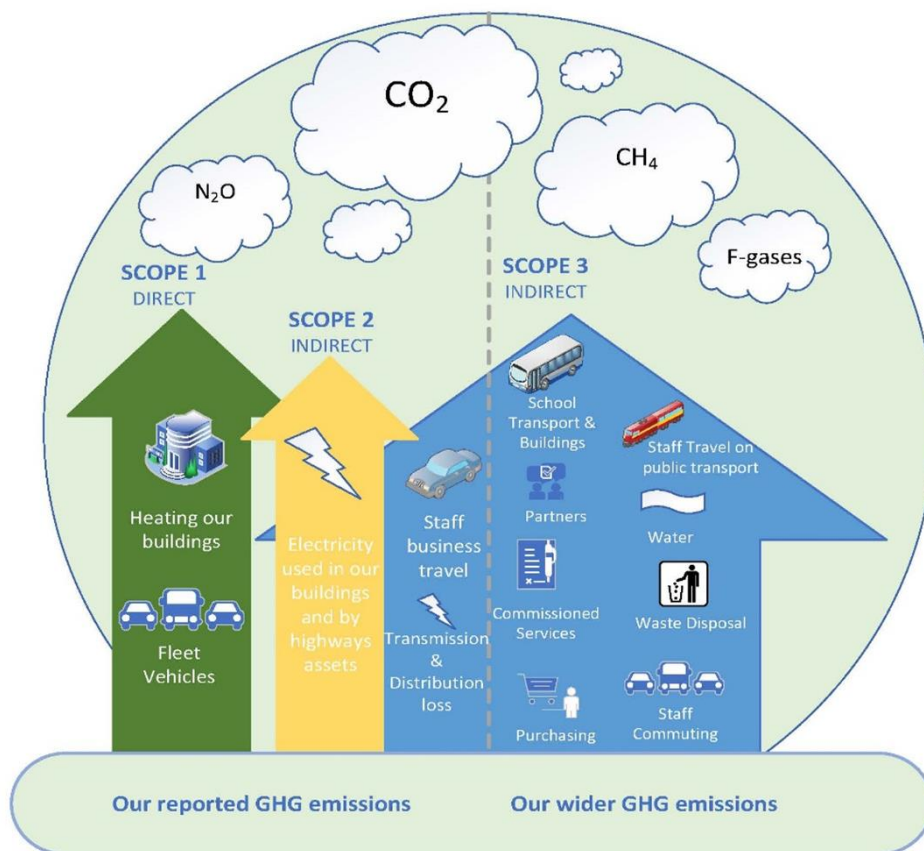 CO₂
CH₄
N₂O
F-gases
SCOPE 1
DIRECT
SCOPE 2
INDIRECT
SCOPE 3
INDIRECT
Heating our
buildings
Fleet
Vehicles
Electricity
used in our
buildings
and by
highways
assets
Staff
business
travel
Transmission
&
Distribution
loss
School
Transport &
Buildings
Partners
Commissioned
Services
Purchasing
Staff Travel on
public transport
Water
Waste Disposal
Staff
Commuting
Our reported GHG emissions
Our wider GHG emissions